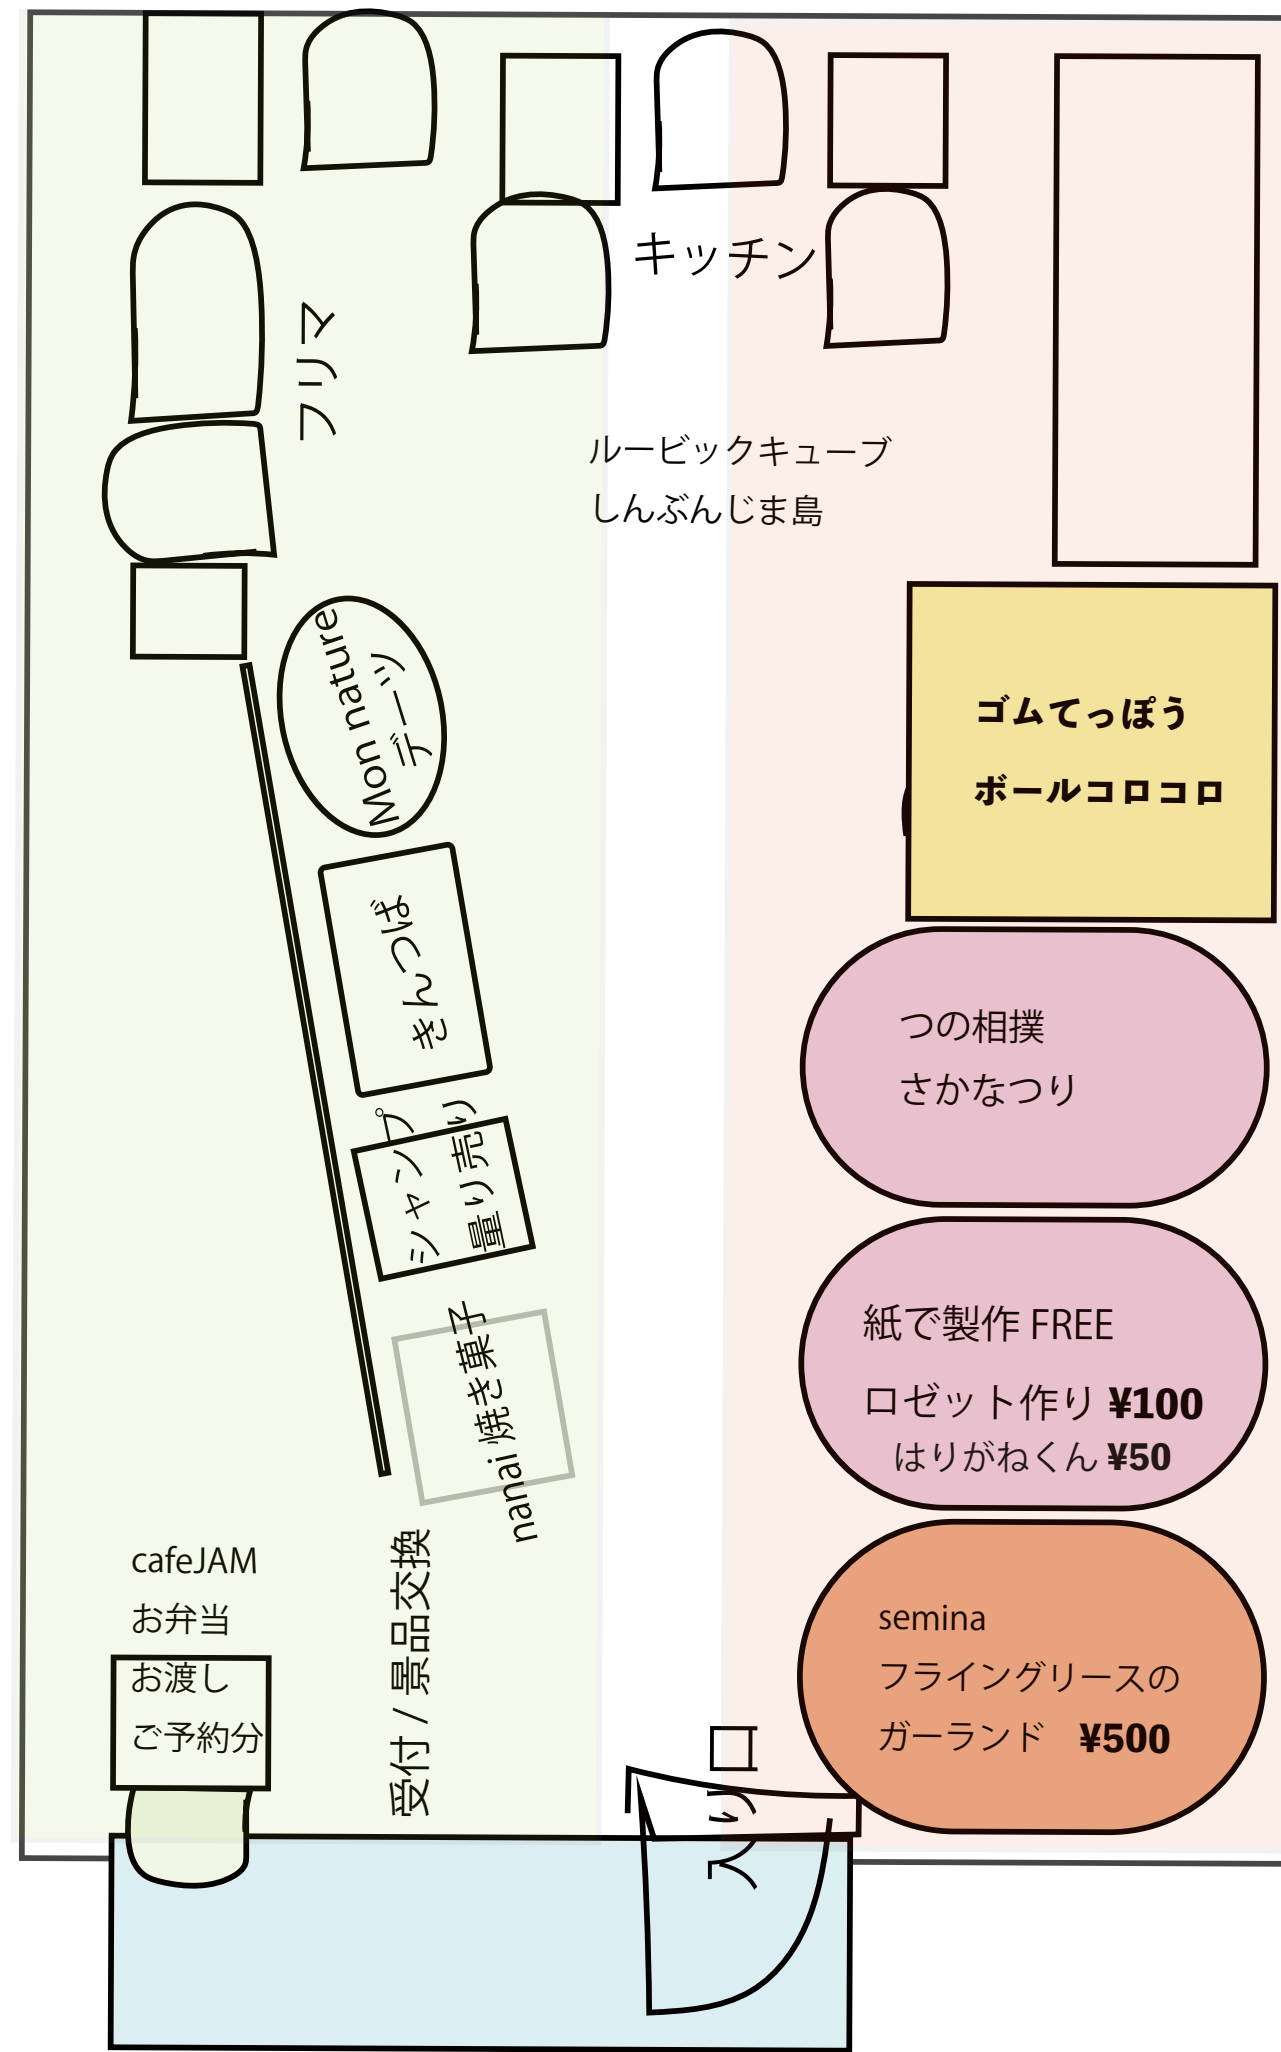 キッチン
フリマ
ルービックキューブ
しんぶんじま島
Mon nature
デーツ
ゴムてっぽう
ボールコロコロ
きんつば
つの相撲
さかなつり
シャンプ
量り売り
紙で製作 FREE
ロゼット作り ¥100
はりがねくん ¥50
nanai 焼き菓子
cafeJAM
お弁当
お渡し
ご予約分
受付 / 景品交換
semina
フライングリースの
ガーランド ¥500
入り口